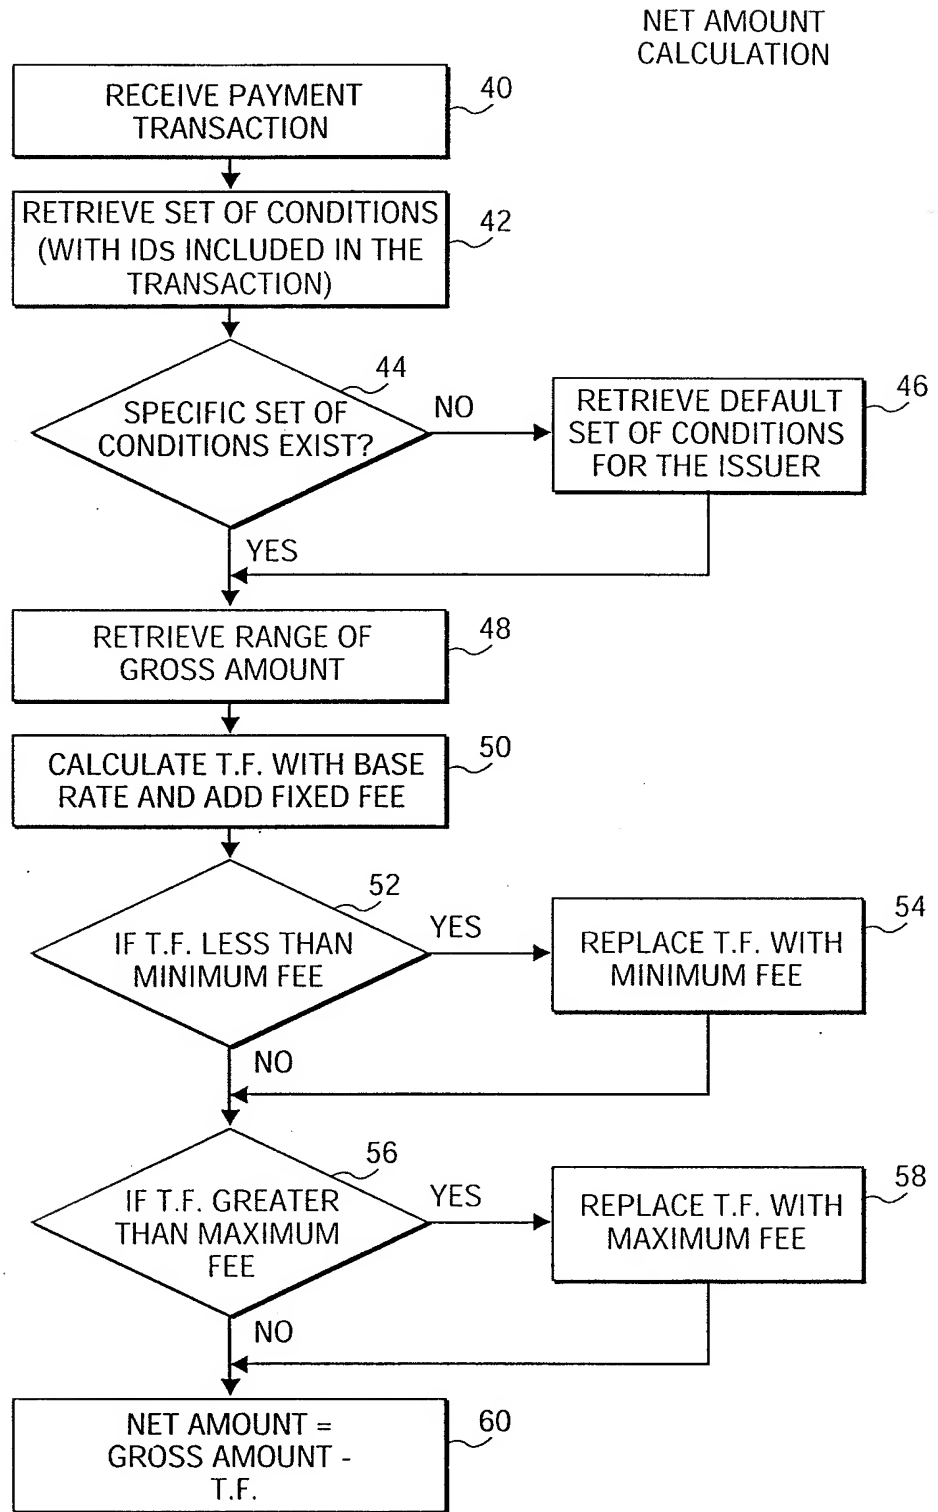 NET AMOUNT
CALCULATION
RECEIVE PAYMENT
TRANSACTION
40
RETRIEVE SET OF CONDITIONS
(WITH IDs INCLUDED IN THE
TRANSACTION)
42
44
SPECIFIC SET OF
CONDITIONS EXIST?
NO
RETRIEVE DEFAULT
SET OF CONDITIONS
FOR THE ISSUER
46
YES
RETRIEVE RANGE OF
GROSS AMOUNT
48
CALCULATE T.F. WITH BASE
RATE AND ADD FIXED FEE
50
52
IF T.F. LESS THAN
MINIMUM FEE
YES
REPLACE T.F. WITH
MINIMUM FEE
54
NO
56
IF T.F. GREATER
THAN MAXIMUM
FEE
YES
REPLACE T.F. WITH
MAXIMUM FEE
58
NO
NET AMOUNT =
GROSS AMOUNT -
T.F.
60